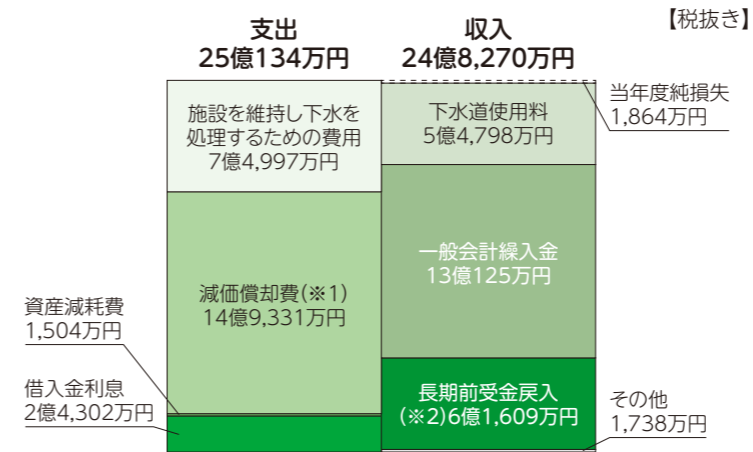 【税抜き】
支出
25億134万円
収入
24億8,270万円
施設を維持し下水を
処理するための費用
7億4,997万円
減価償却費(※1)
14億9,331万円
資産減耗費
1,504万円
借入金利息
2億4,302万円
下水道使用料
5億4,798万円
一般会計繰入金
13億125万円
長期前受金戻入
(※2)6億1,609万円
当年度純損失
1,864万円
その他
1,738万円